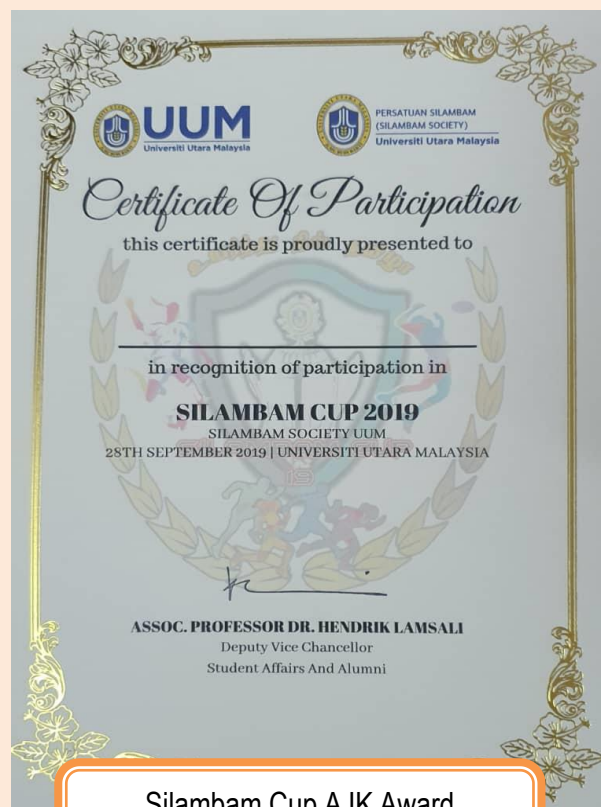 UUM
Universiti Utara Malaysia
PERSATUAN SILAMBAM
(SILAMBAM SOCIETY)
Universiti Utara Malaysia
Certificate Of Participation
this certificate is proudly presented to
in recognition of participation in
SILAMBAM CUP 2019
SILAMBAM SOCIETY UUM
28TH SEPTEMBER 2019 | UNIVERSITI UTARA MALAYSIA
ASSOC. PROFESSOR DR. HENDRIK LAMSALI
Deputy Vice Chancellor
Student Affairs And Alumni
Silambam Cup AJK Award